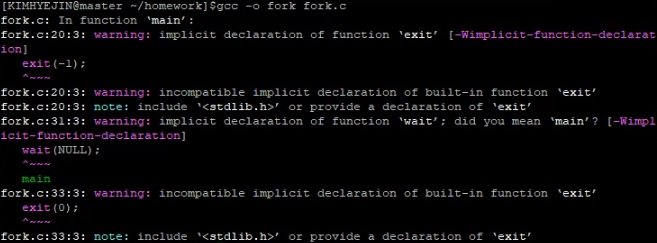 [KIMHYEJIN@master ~/homework]$gcc -o fork fork.c
fork.c: In function ‘main’:
fork.c:20:3: warning: implicit declaration of function ‘exit’ [-Wimplicit-function-declarat
ion]
   exit(-1);
   ^~~~
fork.c:20:3: warning: incompatible implicit declaration of built-in function ‘exit’
fork.c:20:3: note: include ‘<stdlib.h>’ or provide a declaration of ‘exit’
fork.c:31:3: warning: implicit declaration of function ‘wait’; did you mean ‘main’? [-Wimpl
icit-function-declaration]
   wait(NULL);
   ^~~~
   main
fork.c:33:3: warning: incompatible implicit declaration of built-in function ‘exit’
   exit(0);
   ^~~~
fork.c:33:3: note: include ‘<stdlib.h>’ or provide a declaration of ‘exit’